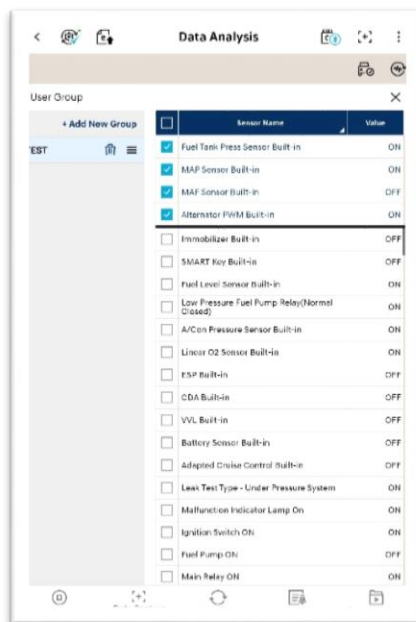 Data Analysis
User Group
+ Add New Group
Sensor Name
Value
TEST
Fuel Tank Press Sensor Built-in ON
MAP Sensor Built-in ON
MAF Sensor Built-in OFF
Alternator PWM Built-in ON
Immobilizer Built-in OFF
SMART Key Built-in OFF
Fuel Level Sensor Built-in ON
Low Pressure Fuel Pump Relay(Normal
Closed) ON
A/Con Pressure Sensor Built-in ON
Linear O2 Sensor Built-in ON
ESP Built-in OFF
CDA Built-in OFF
VVL Built-in OFF
Battery Sensor Built-in OFF
Adapted Cruise Control Built-in OFF
Leak Test Type - Under Pressure System ON
Malfunction Indicator Lamp On ON
Ignition Switch ON ON
Fuel Pump ON OFF
Main Relay ON ON